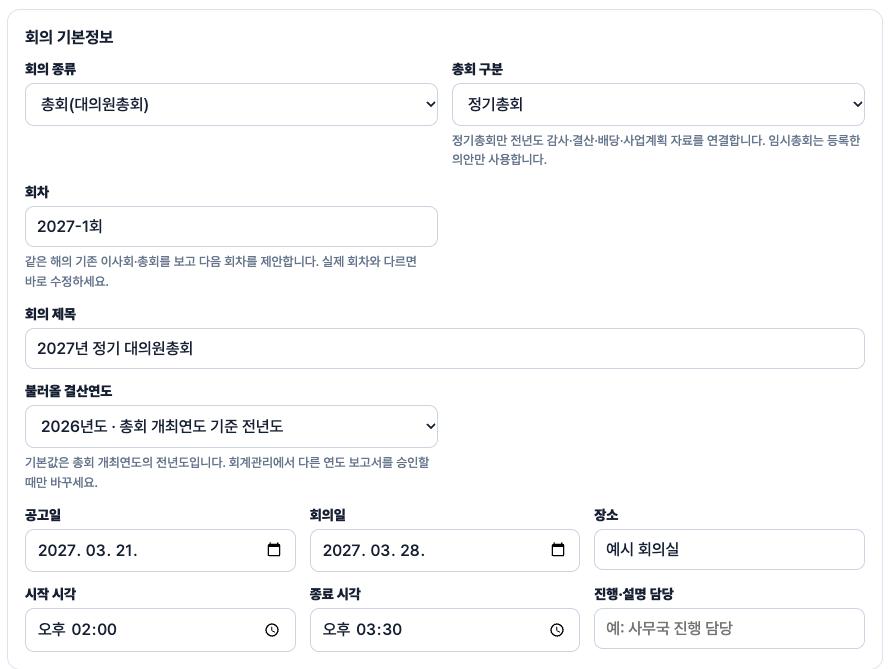 회의 기본정보
회의 종류
총회(대의원총회)
총회 구분
정기총회
정기총회만 전년도 감사·결산·배당·사업계획 자료를 연결합니다. 임시총회는 등록한
의안만 사용합니다.
회차
2027-1회
같은 해의 기존 이사회·총회를 보고 다음 회차를 제안합니다. 실제 회차와 다르면
바로 수정하세요.
회의 제목
2027년 정기 대의원총회
불러올 결산연도
2026년도 · 총회 개최연도 기준 전년도
기본값은 총회 개최연도의 전년도입니다. 회계관리에서 다른 연도 보고서를 승인할
때만 바꾸세요.
공고일
2027. 03. 21.
회의일
2027. 03. 28.
장소
예시 회의실
시작 시각
오후 02:00
종료 시각
오후 03:30
진행·설명 담당
예: 사무국 진행 담당